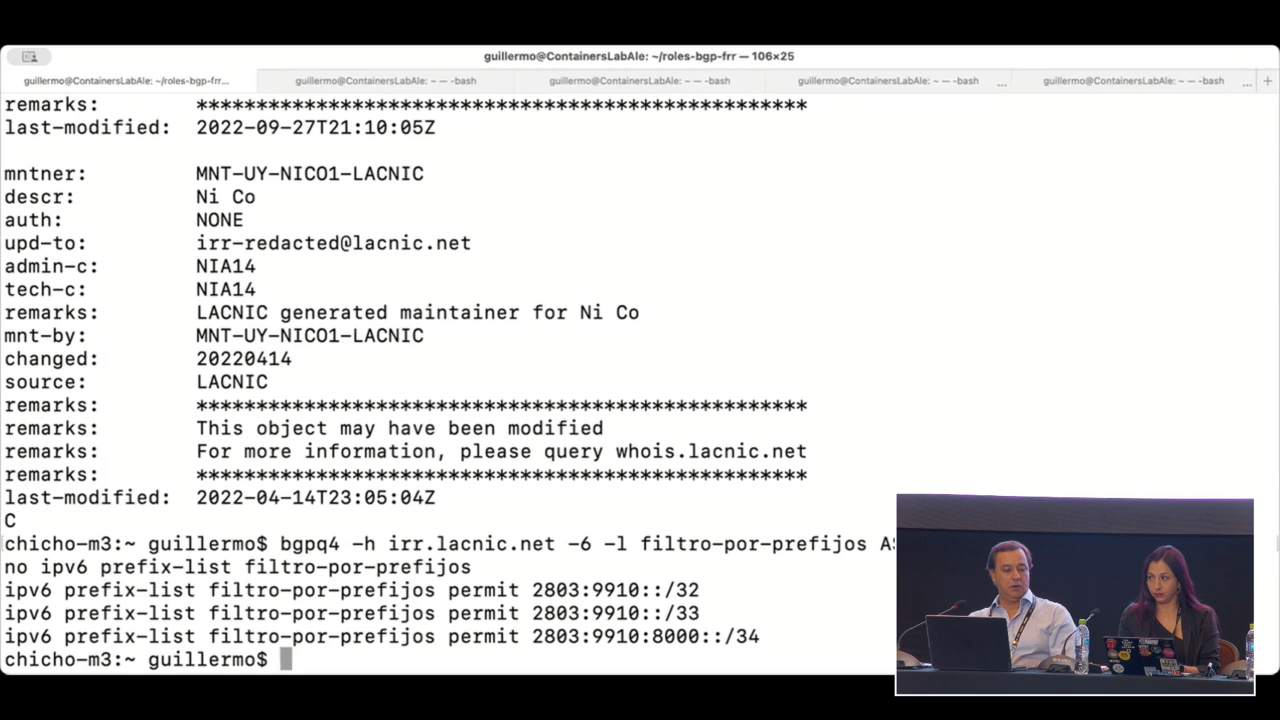 guillermo@ContainersLabAle: ~/roles-bgp-frr — 106×25
guillermo@ContainersLabAle: ~/roles-bgp-frr... guillermo@ContainersLabAle: ~ — -bash guillermo@ContainersLabAle: ~ — -bash guillermo@ContainersLabAle: ~ — -bash ... guillermo@ContainersLabAle: ~ — -bash ... +
remarks: ***************************************************
last-modified: 2022-09-27T21:10:05Z
mntner: MNT-UY-NICO1-LACNIC
descr: Ni Co
auth: NONE
upd-to: irr-redacted@lacnic.net
admin-c: NIA14
tech-c: NIA14
remarks: LACNIC generated maintainer for Ni Co
mnt-by: MNT-UY-NICO1-LACNIC
changed: 20220414
source: LACNIC
remarks: ***************************************************
remarks: This object may have been modified
remarks: For more information, please query whois.lacnic.net
remarks: ***************************************************
last-modified: 2022-04-14T23:05:04Z
C
chicho-m3:~ guillermo$ bgpq4 -h irr.lacnic.net -6 -l filtro-por-prefijos
no ipv6 prefix-list filtro-por-prefijos
ipv6 prefix-list filtro-por-prefijos permit 2803:9910::/32
ipv6 prefix-list filtro-por-prefijos permit 2803:9910::/33
ipv6 prefix-list filtro-por-prefijos permit 2803:9910:8000::/34
chicho-m3:~ guillermo$